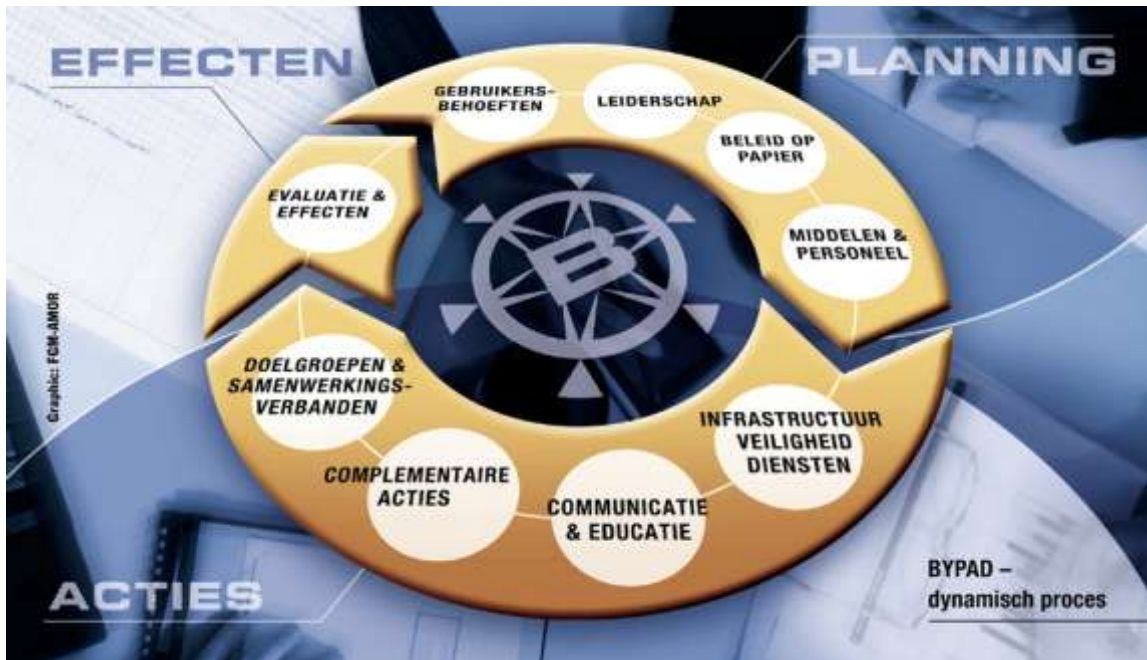 EFFECTEN
PLANNING
GEBRUIKERS-
BEHOEFTEN
LEIDERSCHAP
BELEID OP
PAPIER
MIDDELEN &
PERSONEEL
EVALUATIE &
EFFECTEN
B
DOELGROEPEN &
SAMENWERKINGS-
VERBANDEN
COMPLEMENTAIRE
ACTIES
COMMUNICATIE
& EDUCATIE
INFRASTRUCTUUR
VEILIGHEID
DIENSTEN
ACTIES
BYPAD –
dynamisch proces
Graphic: FGM-AMOR